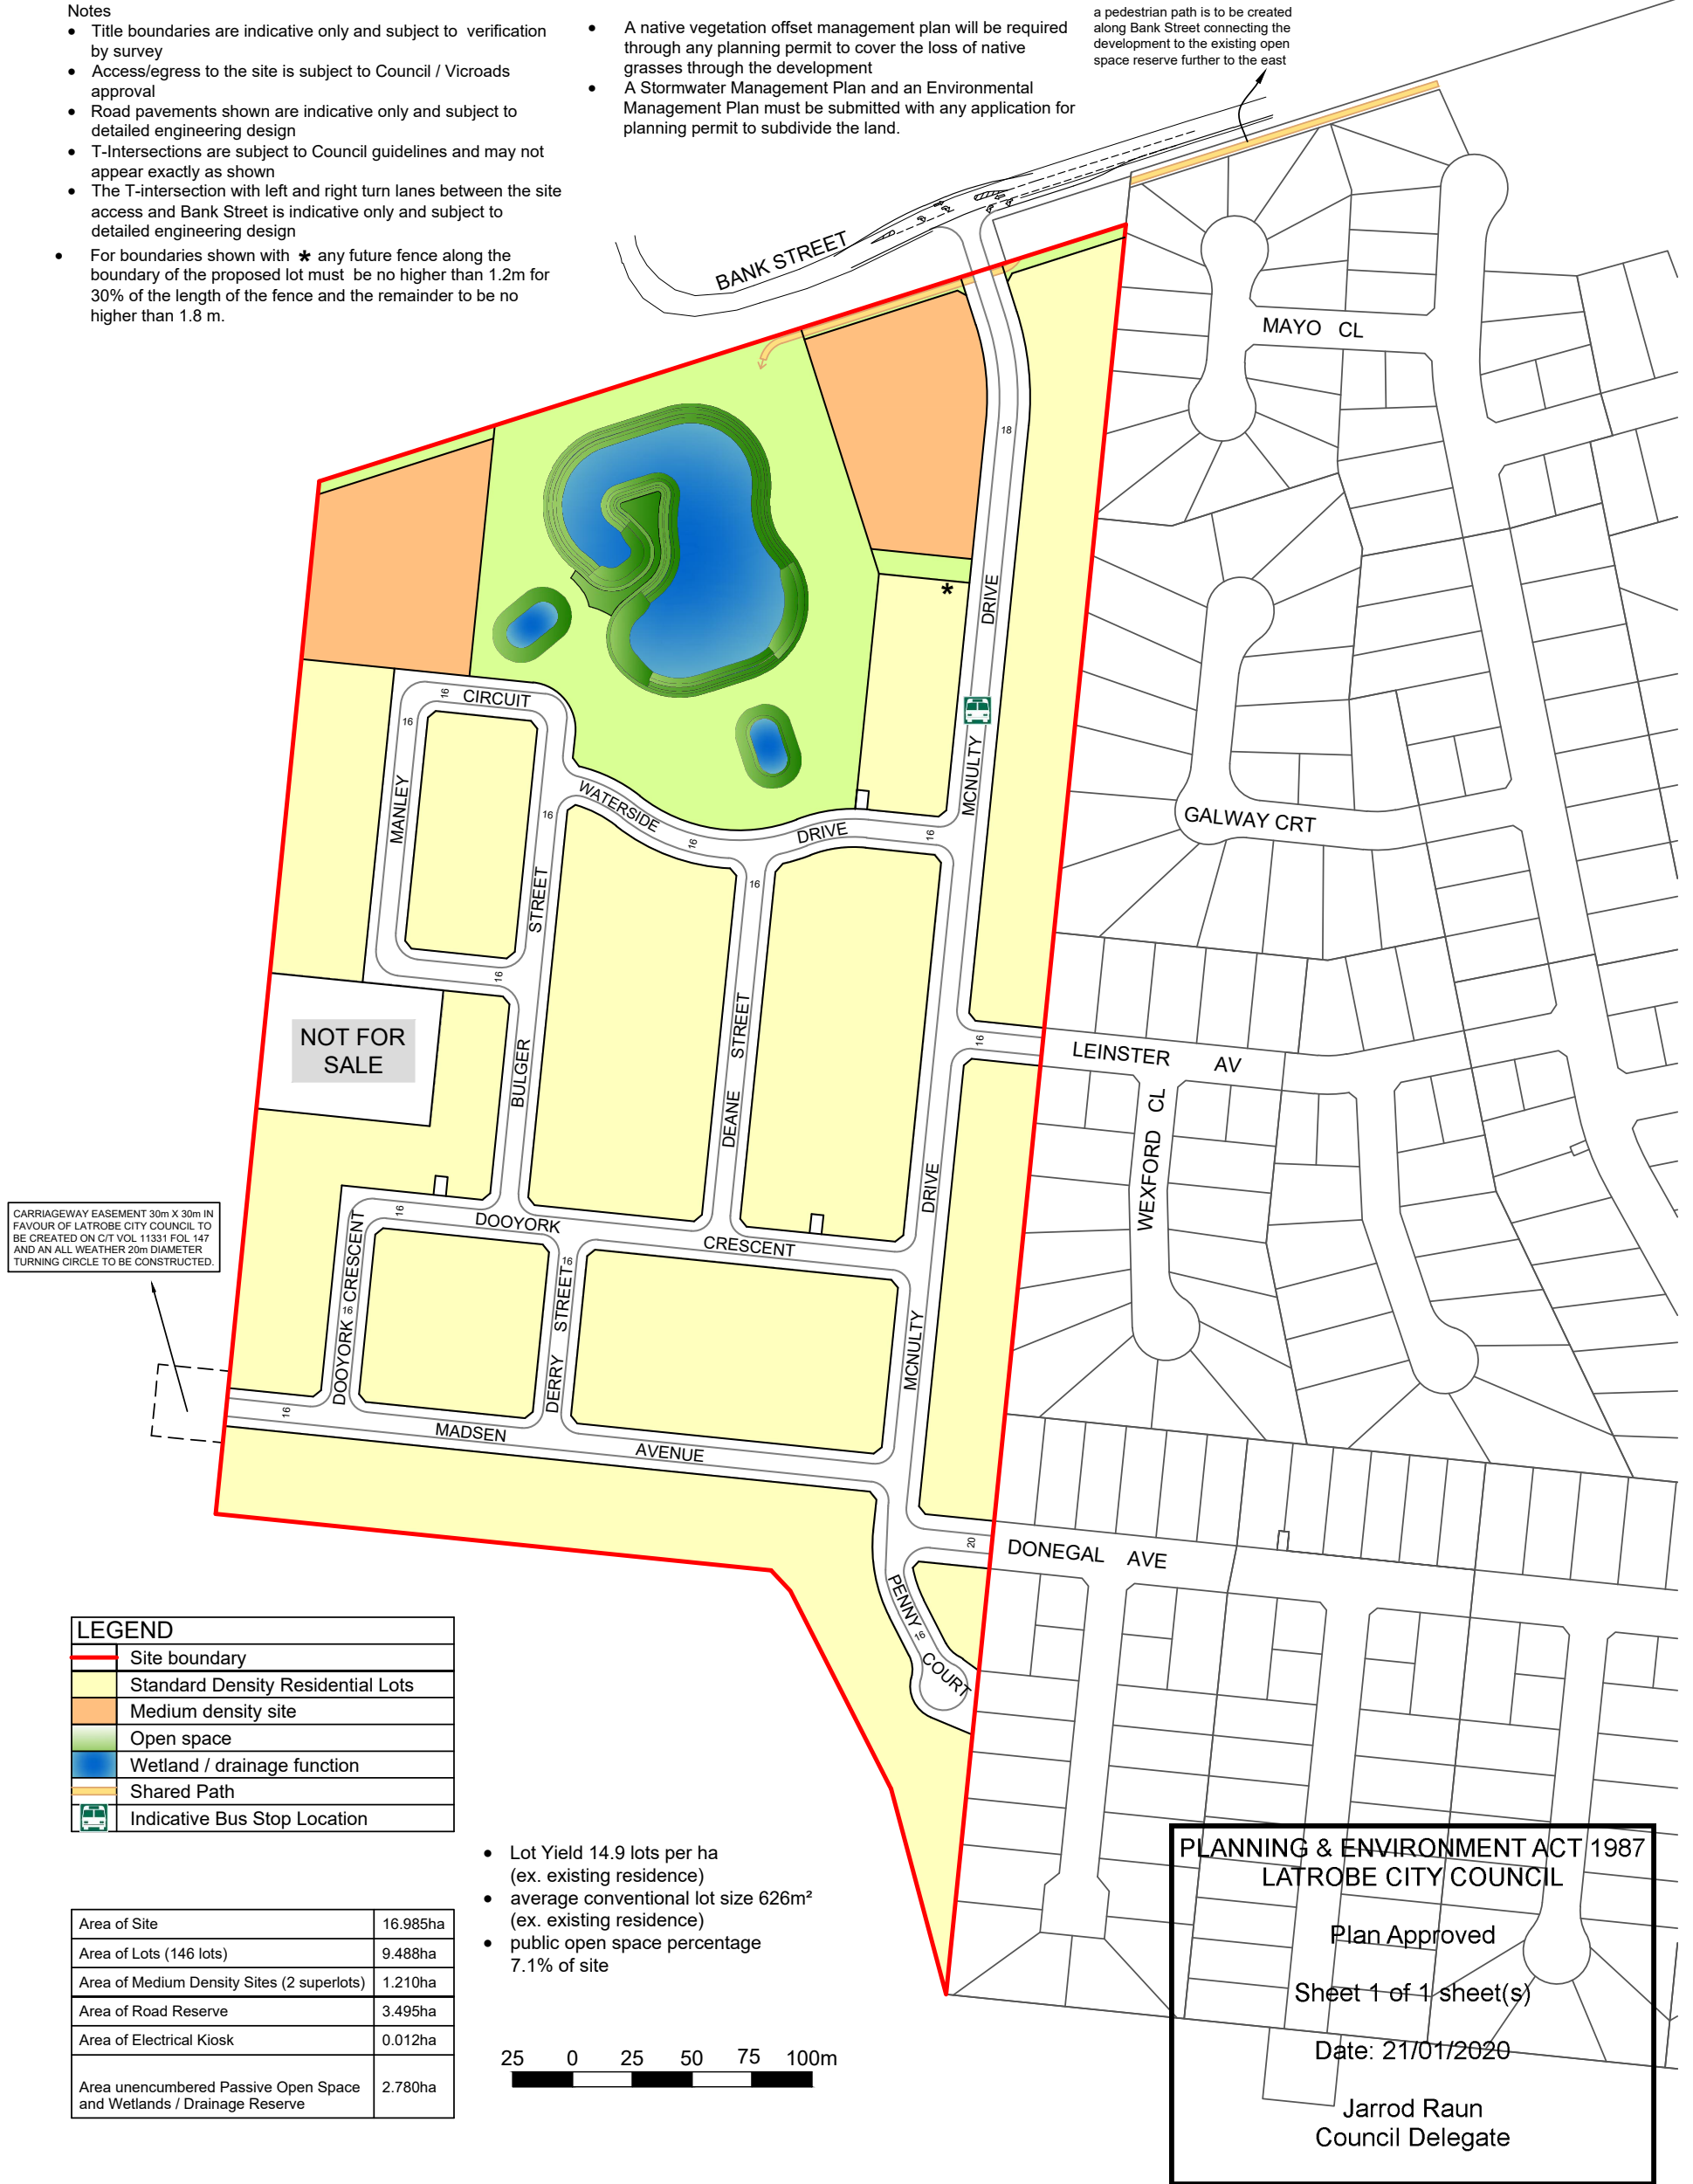 Notes
• Title boundaries are indicative only and subject to verification
by survey
• Access/egress to the site is subject to Council / Vicroads
approval
• Road pavements shown are indicative only and subject to
detailed engineering design
• T-Intersections are subject to Council guidelines and may not
appear exactly as shown
• The T-intersection with left and right turn lanes between the site
access and Bank Street is indicative only and subject to
detailed engineering design
• For boundaries shown with * any future fence along the
boundary of the proposed lot must be no higher than 1.2m for
30% of the length of the fence and the remainder to be no
higher than 1.8 m.
• A native vegetation offset management plan will be required
through any planning permit to cover the loss of native
grasses through the development
• A Stormwater Management Plan and an Environmental
Management Plan must be submitted with any application for
planning permit to subdivide the land.
a pedestrian path is to be created
along Bank Street connecting the
development to the existing open
space reserve further to the east
BANK STREET
MAYO CL
18
DRIVE
*
MCNULTY
16
CIRCUIT
16
MANLEY
16
WATERSIDE
16
DRIVE
16
16
STREET
16
GALWAY CRT
NOT FOR
SALE
BULGER
STREET
DEANE
16
LEINSTER AV
WEXFORD CL
DRIVE
16
DOOYORK
CRESCENT
CARRIAGEWAY EASEMENT 30m X 30m IN
FAVOUR OF LATROBE CITY COUNCIL TO
BE CREATED ON C/T VOL 11331 FOL 147
AND AN ALL WEATHER 20m DIAMETER
TURNING CIRCLE TO BE CONSTRUCTED.
DOOYORK 16 CRESCENT
16
STREET
DERRY
MCNULTY
16
MADSEN
AVENUE
20
DONEGAL AVE
PENNY
16
COURT
LEGEND
Site boundary
Standard Density Residential Lots
Medium density site
Open space
Wetland / drainage function
Shared Path
Indicative Bus Stop Location
• Lot Yield 14.9 lots per ha
(ex. existing residence)
• average conventional lot size 626m²
(ex. existing residence)
• public open space percentage
7.1% of site
Area of Site 16.985ha
Area of Lots (146 lots) 9.488ha
Area of Medium Density Sites (2 superlots) 1.210ha
Area of Road Reserve 3.495ha
Area of Electrical Kiosk 0.012ha
Area unencumbered Passive Open Space
and Wetlands / Drainage Reserve 2.780ha
25 0 25 50 75 100m
PLANNING & ENVIRONMENT ACT 1987
LATROBE CITY COUNCIL
Plan Approved
Sheet 1 of 1 sheet(s)
Date: 21/01/2020
Jarrod Raun
Council Delegate